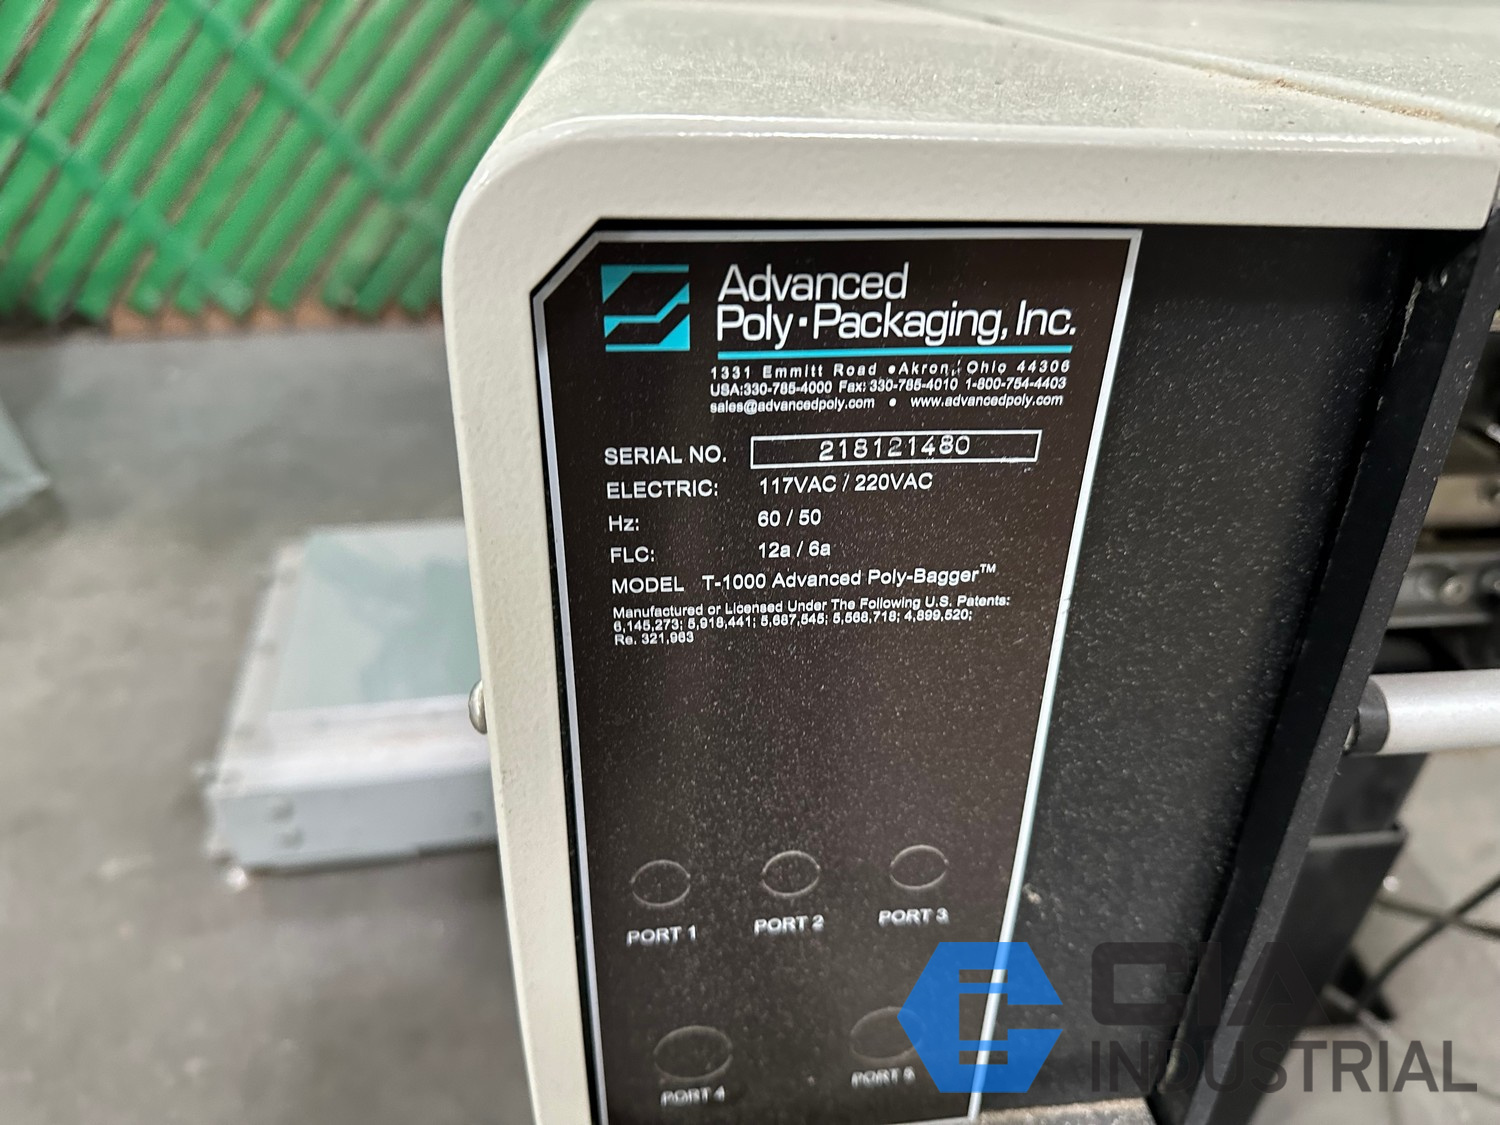 Advanced
Poly·Packaging, Inc.
1331 Emmitt Road ●Akron, Ohio 44306
USA:330-785-4000 Fax: 330-785-4010 1-800-754-4403
sales@advancedpoly.com ● www.advancedpoly.com
SERIAL NO. 218121480
ELECTRIC: 117VAC / 220VAC
Hz: 60 / 50
FLC: 12a / 6a
MODEL T-1000 Advanced Poly-Bagger™
Manufactured or Licensed Under The Following U.S. Patents:
6,145,273; 5,918,441; 5,687,545; 5,568,718; 4,899,520;
Re. 321,963
PORT 1 PORT 2 PORT 3
PORT 4 PORT 5
CIA
INDUSTRIAL